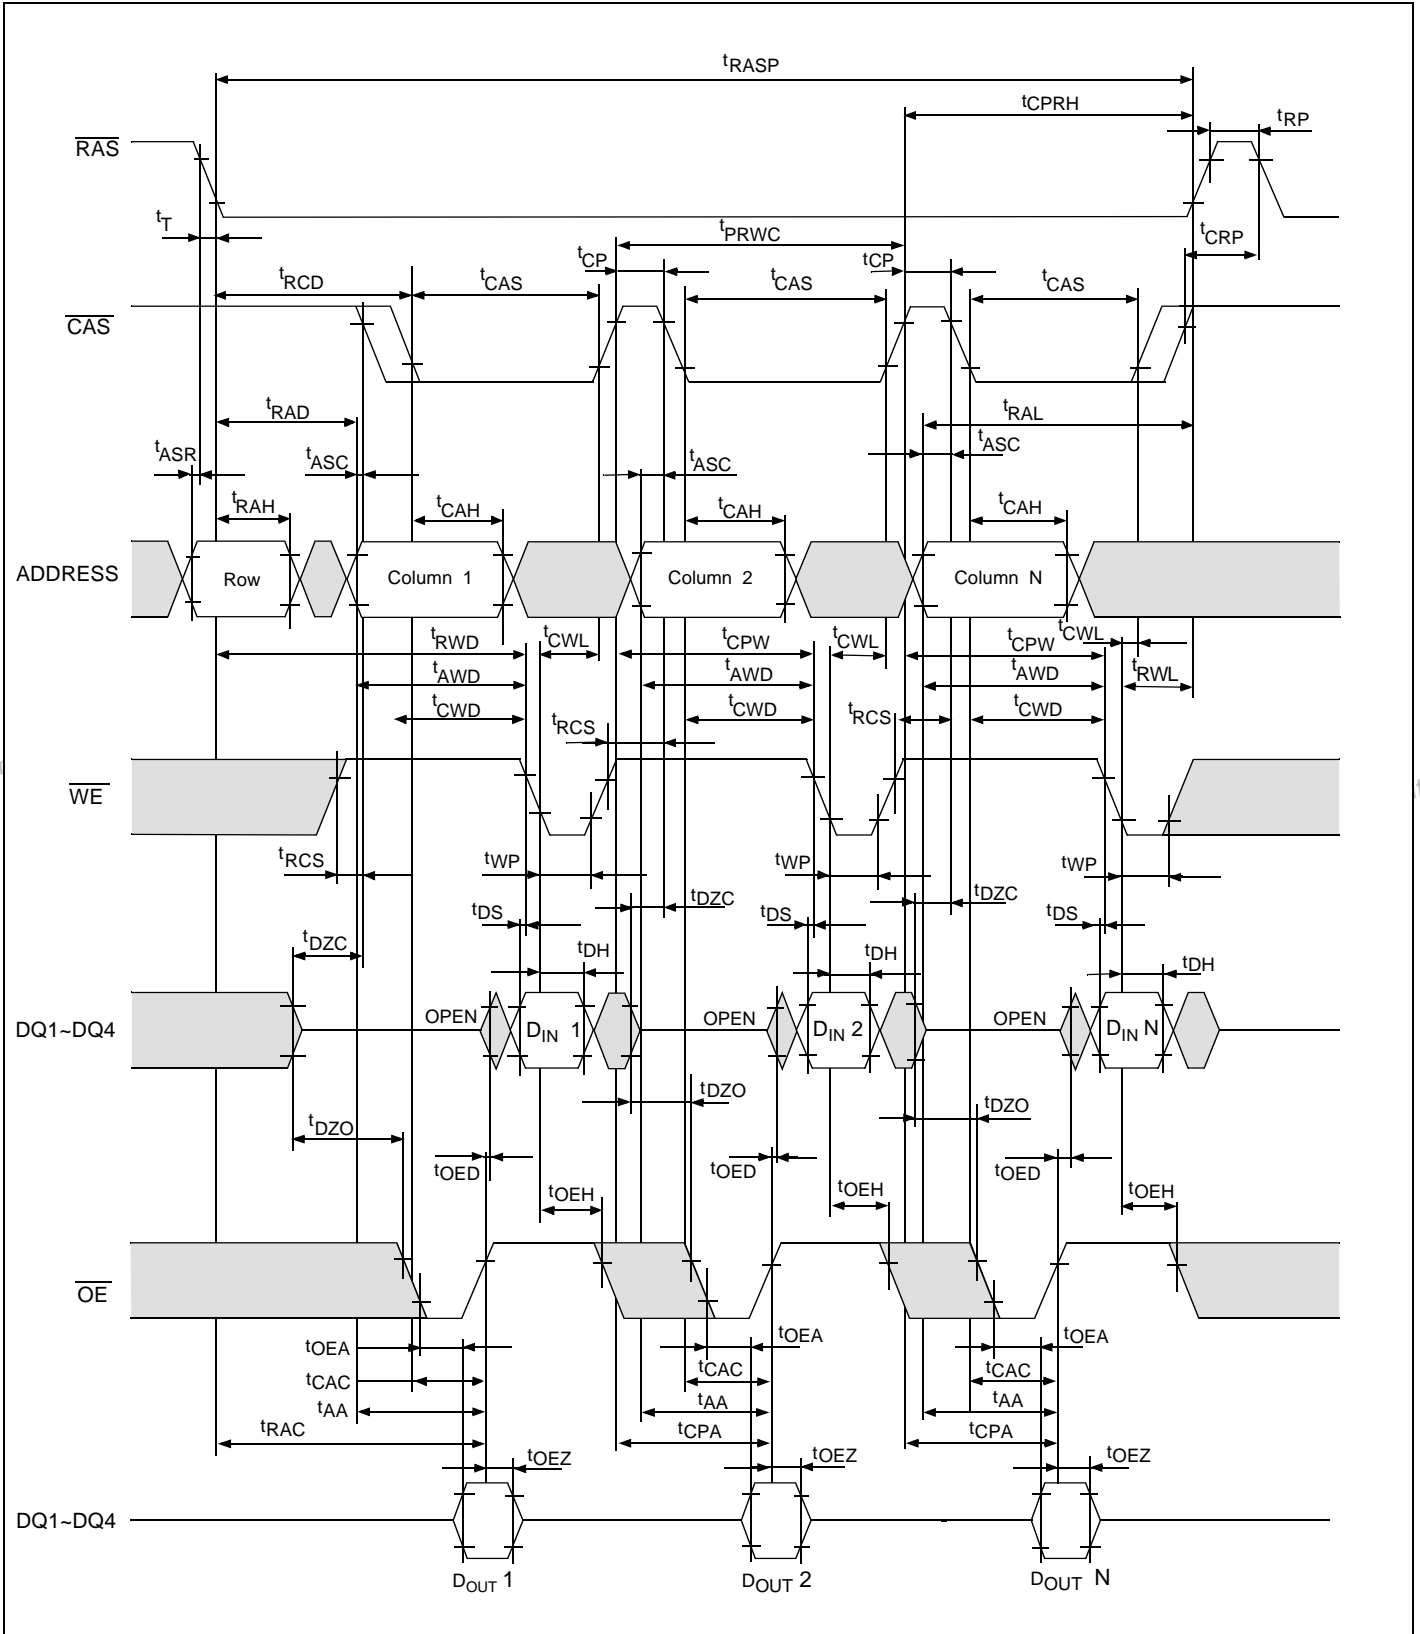 tRASP
tCPRH
tRP
RAS
tT
tPRWC
tCRP
tCP
tCP
tRCD
tCAS
tCAS
tCAS
CAS
tRAD
tRAL
tASR
tASC
tASC
tASC
tRAH
tCAH
tCAH
tCAH
ADDRESS
Row
Column 1
Column 2
Column N
tRWD
tCWL
tCPW
tCWL
tCPW
tCWL
tAWD
tAWD
tAWD
tRWL
tCWD
tRCS
tCWD
tRCS
tCWD
WE
tRCS
tWP
tWP
tWP
tDZC
tDZC
tDS
tDS
tDS
tDZC
tDH
tDH
tDH
DQ1~DQ4
OPEN
DIN 1
OPEN
DIN 2
OPEN
DIN N
tDZO
tDZO
tDZO
tOED
tOED
tOED
tOEH
tOEH
tOEH
OE
tOEA
tOEA
tOEA
tCAC
tCAC
tCAC
tAA
tAA
tAA
tRAC
tCPA
tCPA
tOEZ
tOEZ
tOEZ
DQ1~DQ4
DOUT 1
DOUT 2
DOUT N